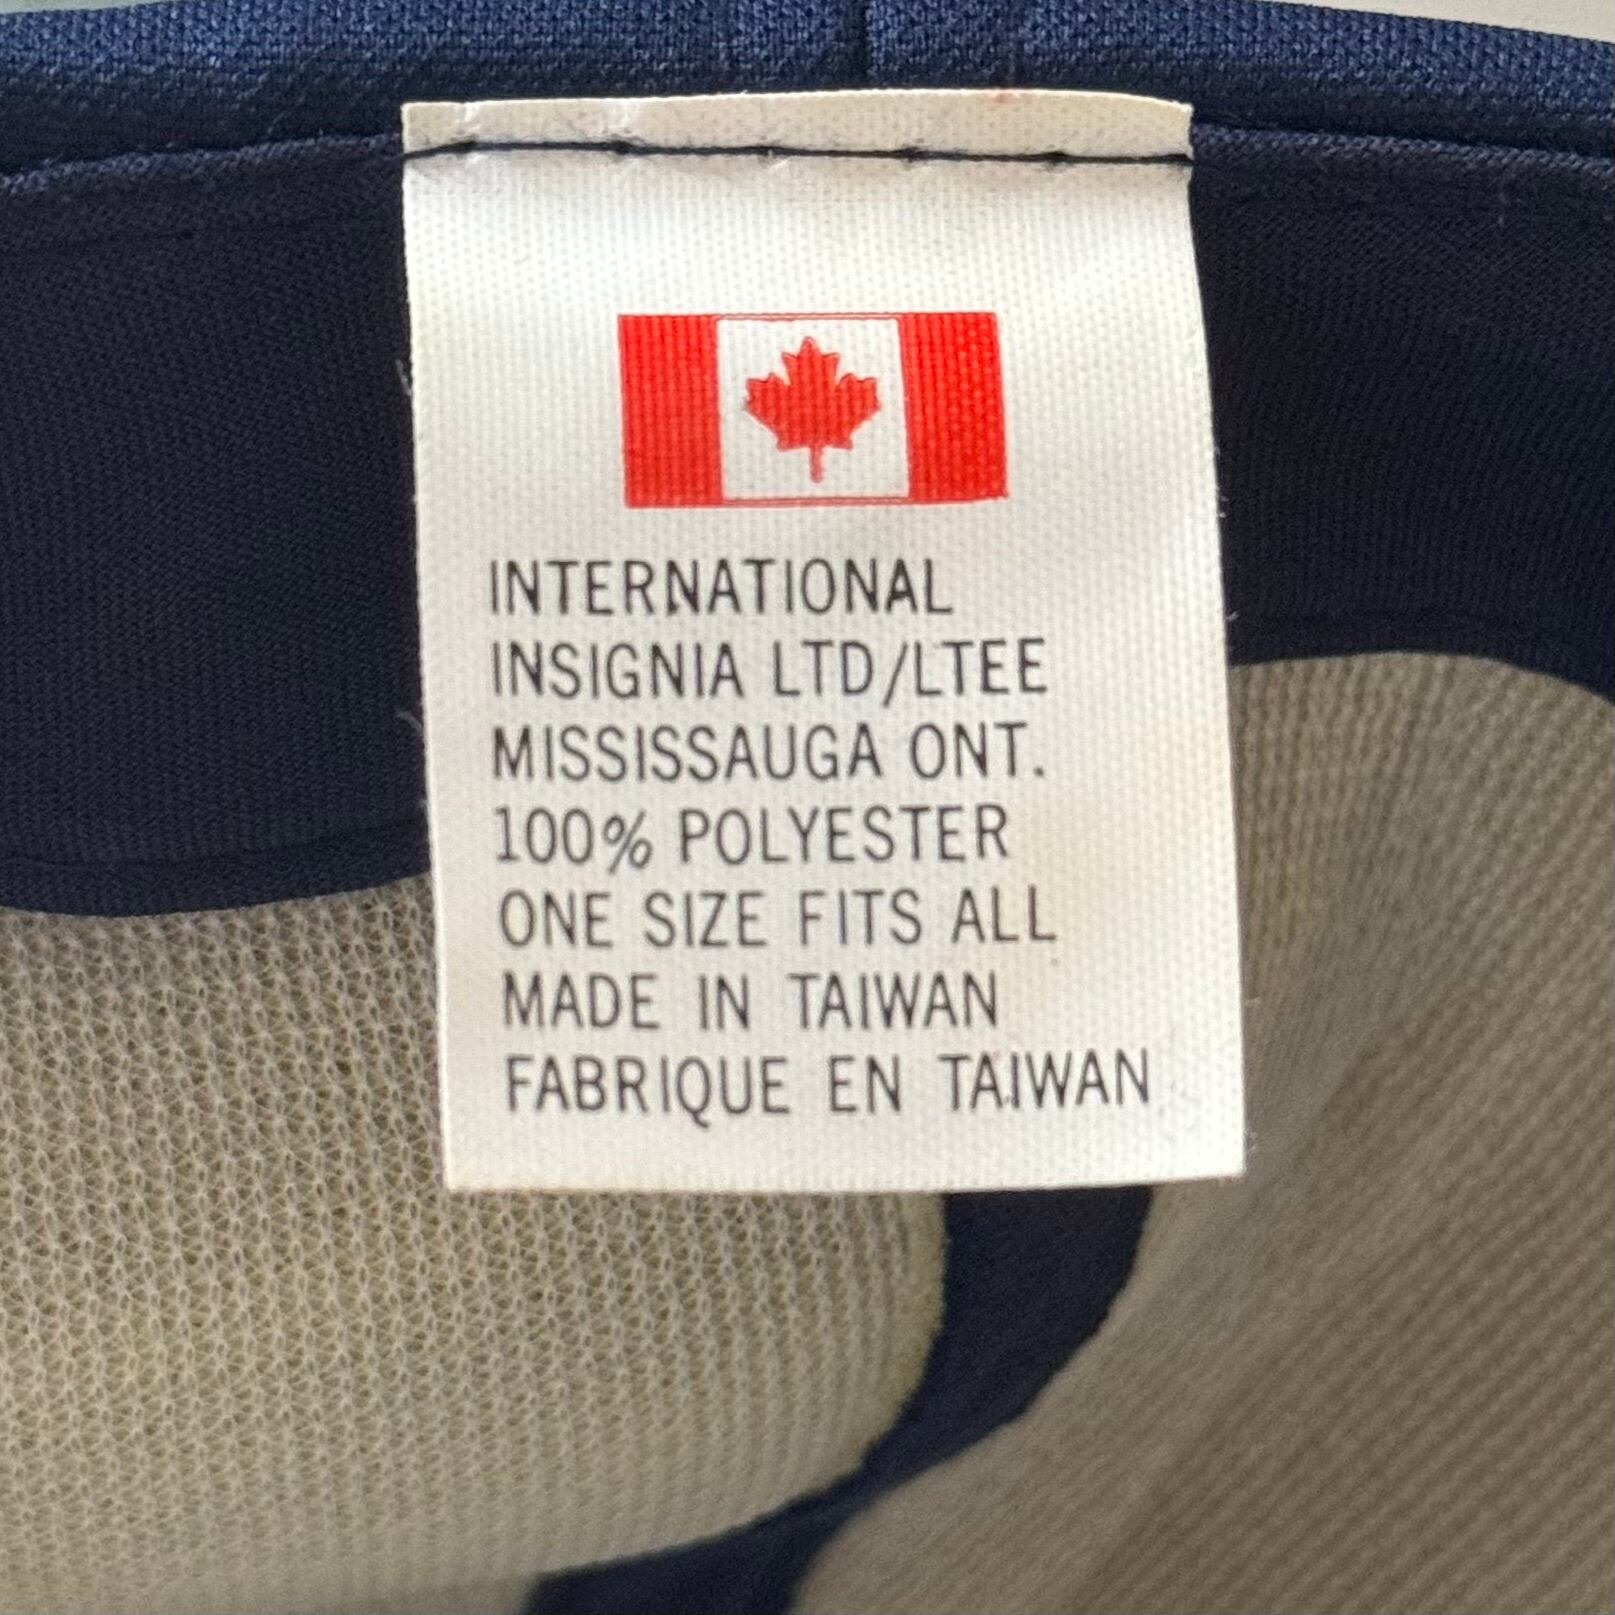 INTERNATIONAL
INSIGNIA LTD/LTEE
MISSISSAUGA ONT.
100% POLYESTER
ONE SIZE FITS ALL
MADE IN TAIWAN
FABRIQUE EN TAIWAN